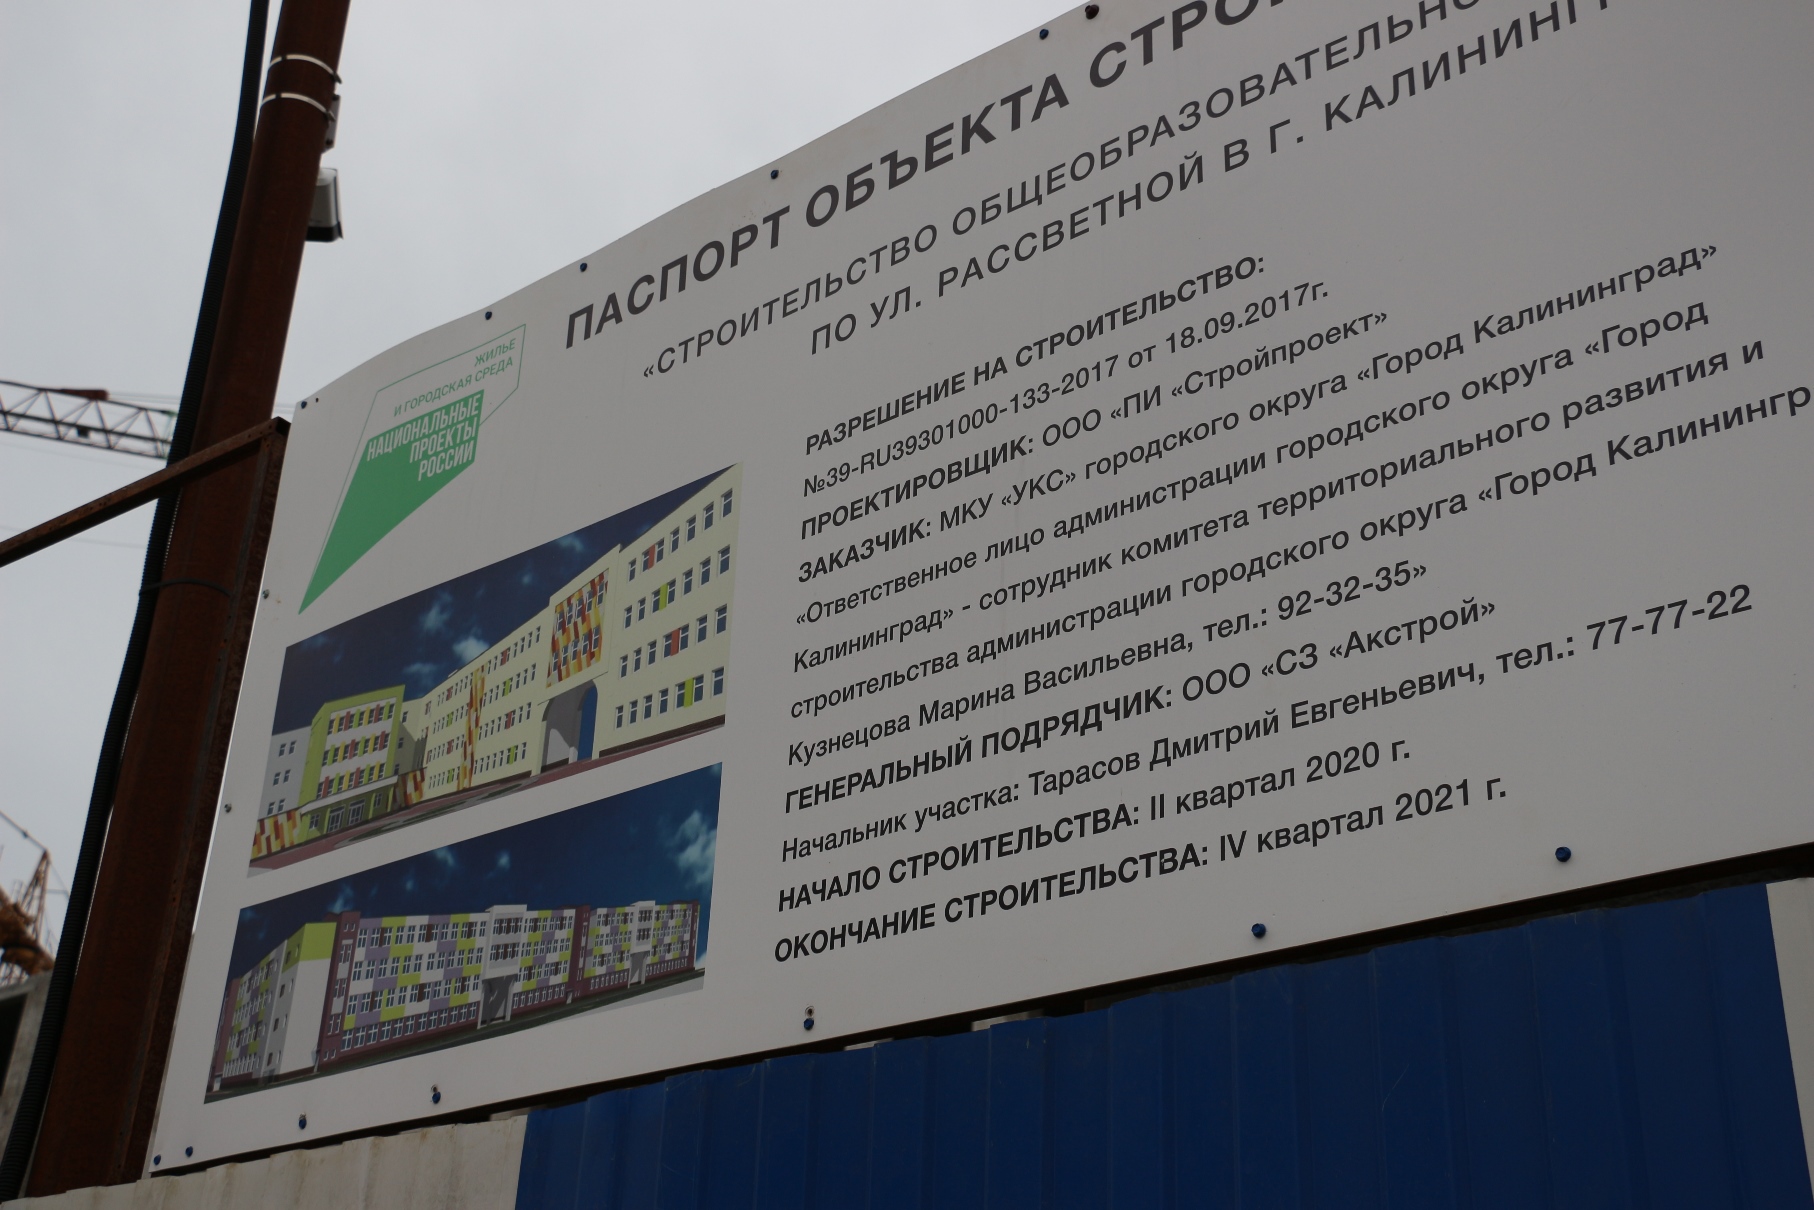 ПАСПОРТ ОБЪЕКТА
«СТРОИТЕЛЬСТВО
ПО УЛ. РАССВЕТНОЙ В Г.
ЖИЛЬЕ
И ГОРОДСКАЯ СРЕДА
НАЦИОНАЛЬНЫЕ
ПРОЕКТЫ
РОССИИ
РАЗРЕШЕНИЕ НА СТРОИТЕЛЬСТВО:
№39-RU39301000-133-2017 от 18.09.2017г.
ПРОЕКТИРОВЩИК: ООО «ПИ «Стройпроект»
ЗАКАЗЧИК: МКУ «УКС» городского округа «Город Калининград»
«Ответственное лицо администрации городского округа «Город
Калининград» - сотрудник комитета территориального развития и
строительства администрации городского округа «Город Калинингр
Кузнецова Марина Васильевна, тел.: 92-32-35»
ГЕНЕРАЛЬНЫЙ ПОДРЯДЧИК: ООО «СЗ «Акстрой»
Начальник участка: Тарасов Дмитрий Евгеньевич, тел.: 77-77-22
НАЧАЛО СТРОИТЕЛЬСТВА: II квартал 2020 г.
ОКОНЧАНИЕ СТРОИТЕЛЬСТВА: IV квартал 2021 г.